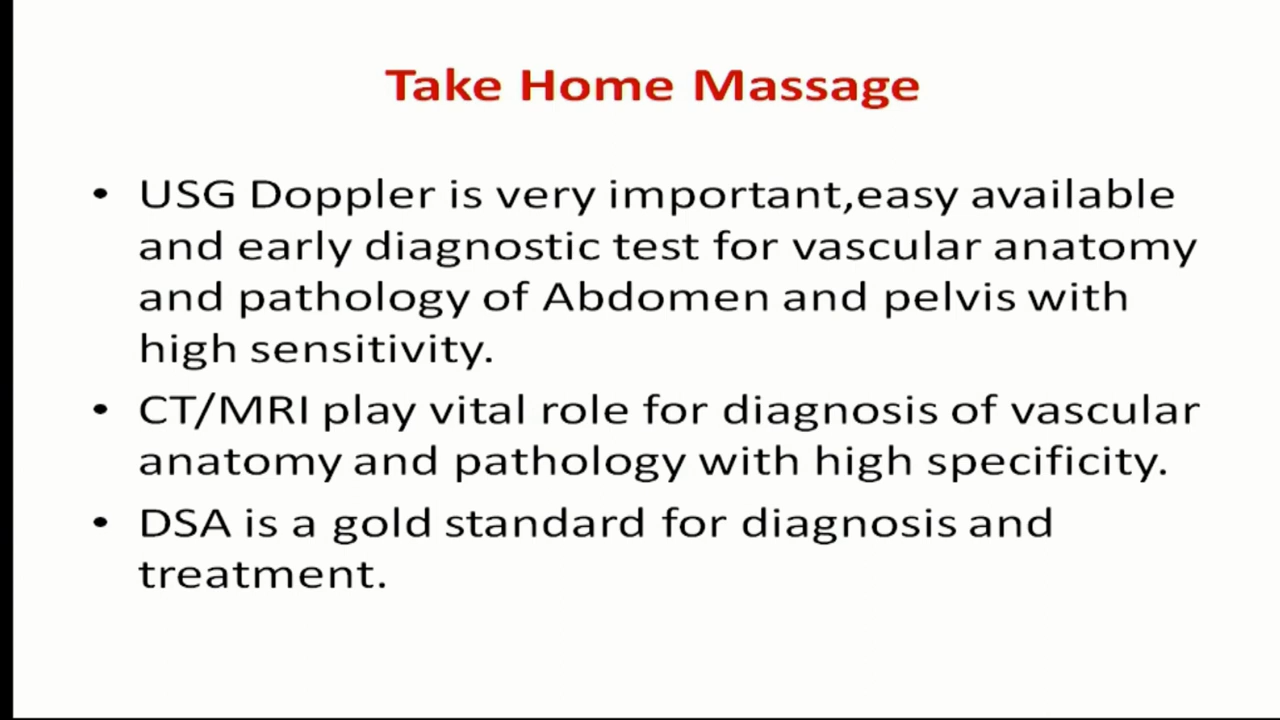 Take Home Massage
• USG Doppler is very important,easy available
and early diagnostic test for vascular anatomy
and pathology of Abdomen and pelvis with
high sensitivity.
• CT/MRI play vital role for diagnosis of vascular
anatomy and pathology with high specificity.
• DSA is a gold standard for diagnosis and
treatment.